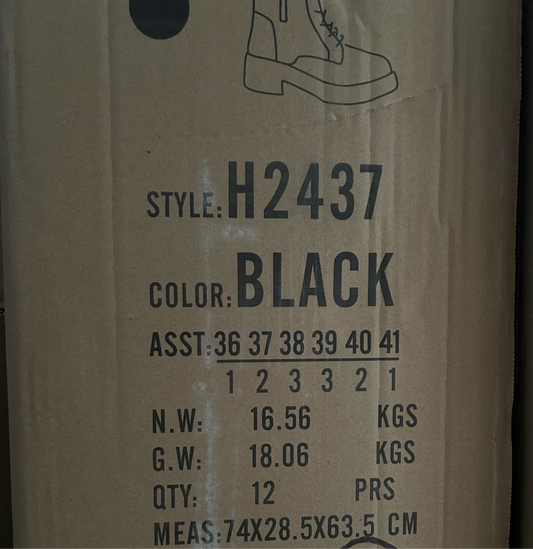 STYLE: H2437
COLOR: BLACK
ASST: 36 37 38 39 40 41
1 2 3 3 2 1
N.W: 16.56 KGS
G.W: 18.06 KGS
QTY: 12 PRS
MEAS: 74X28.5X63.5 CM